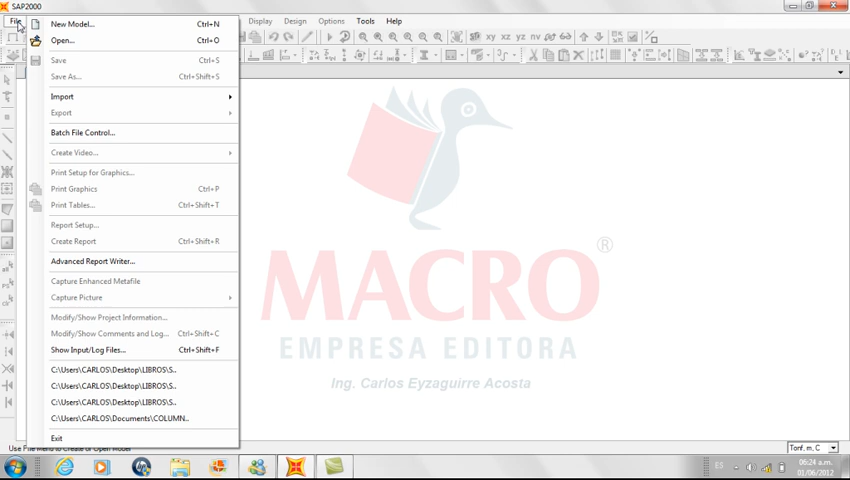 SAP2000
File
Display
Design
Options
Tools
Help
New Model... Ctrl+N
Open... Ctrl+O
Save Ctrl+S
Save As... Ctrl+Shift+S
Import
Export
Batch File Control...
Create Video...
Print Setup for Graphics...
Print Graphics Ctrl+P
Print Tables... Ctrl+Shift+T
Report Setup...
Create Report Ctrl+Shift+R
Advanced Report Writer...
Capture Enhanced Metafile
Capture Picture
Modify/Show Project Information...
Modify/Show Comments and Log... Ctrl+Shift+C
Show Input/Log Files... Ctrl+Shift+F
C:\Users\CARLOS\Desktop\LIBROS\S..
C:\Users\CARLOS\Desktop\LIBROS\S..
C:\Users\CARLOS\Desktop\LIBROS\S..
C:\Users\CARLOS\Documents\COLUMN..
Exit
xy xz yz nv
MACRO®
EMPRESA EDITORA
Ing. Carlos Eyzaguirre Acosta
Use File Menu to Create or Open Model
Tonf, m, C
ES
06:24 a.m.
01/06/2012